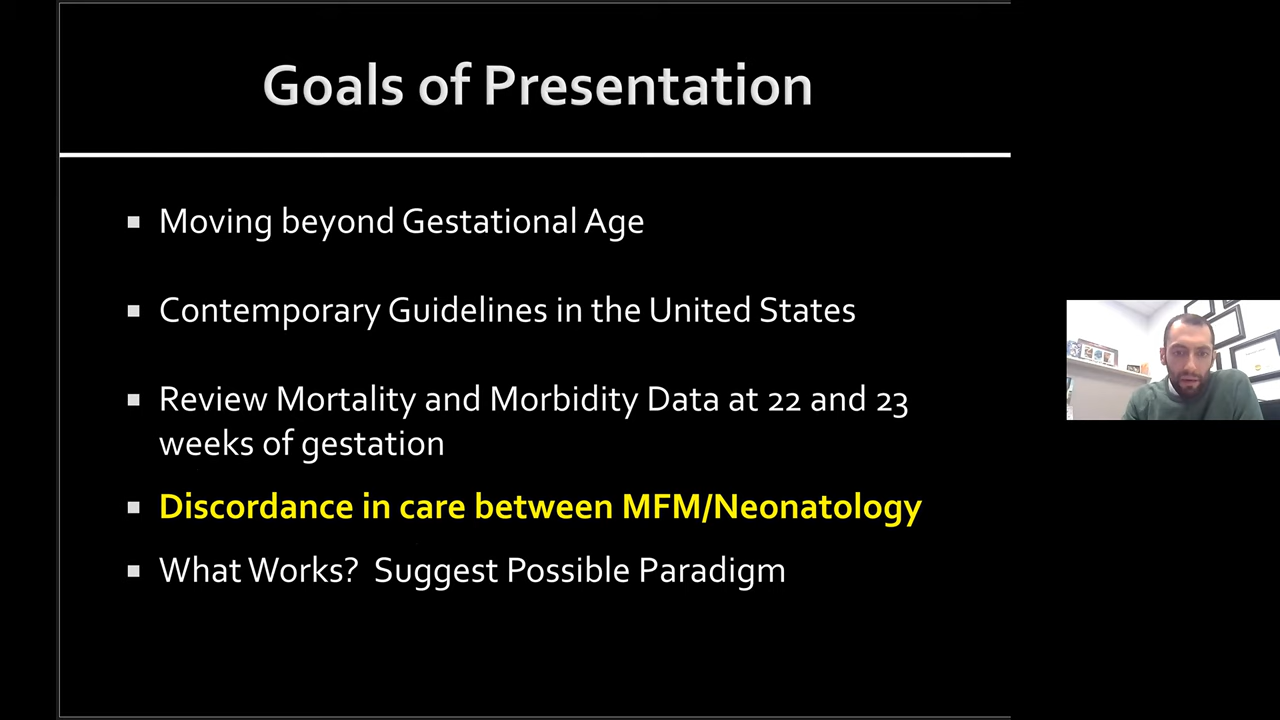 Goals of Presentation
Moving beyond Gestational Age
Contemporary Guidelines in the United States
Review Mortality and Morbidity Data at 22 and 23
weeks of gestation
Discordance in care between MFM/Neonatology
What Works? Suggest Possible Paradigm